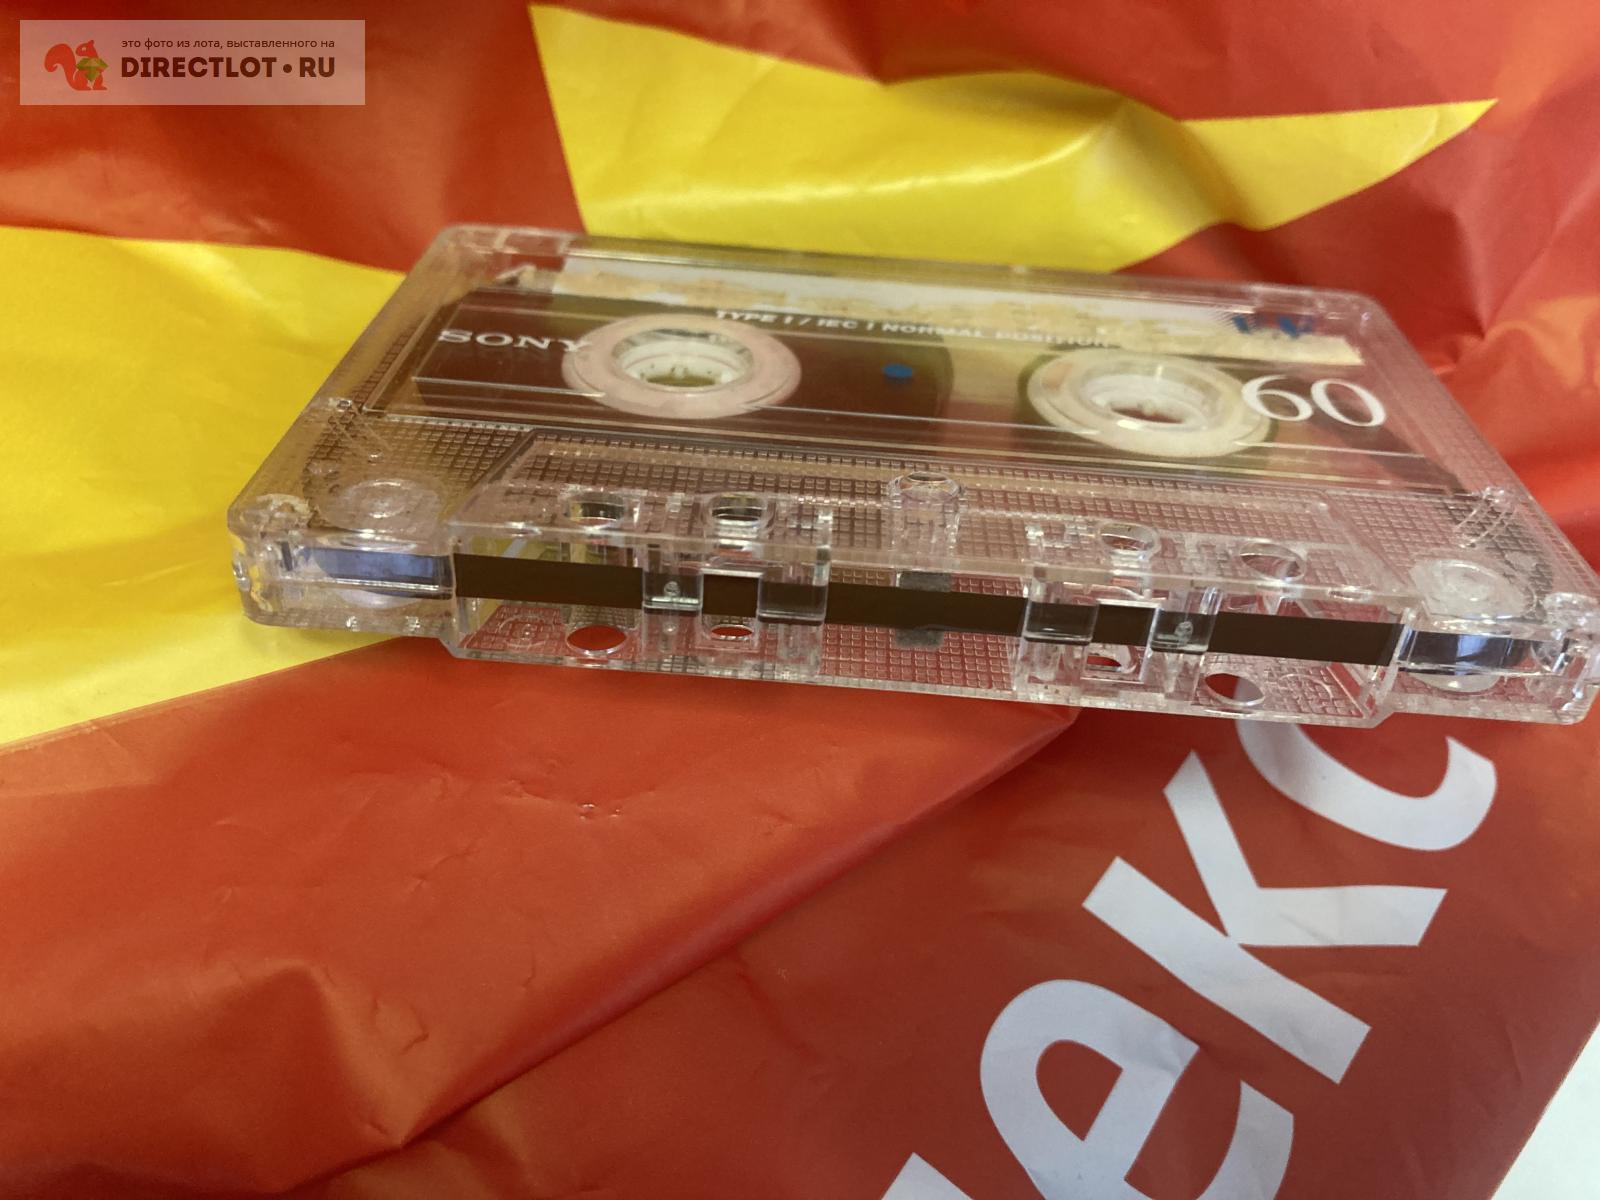 это фото из лота, выставленного на
DIRECTLOT.RU
TYPE I / IEC I NORMAL POSITION
SONY
60
екс